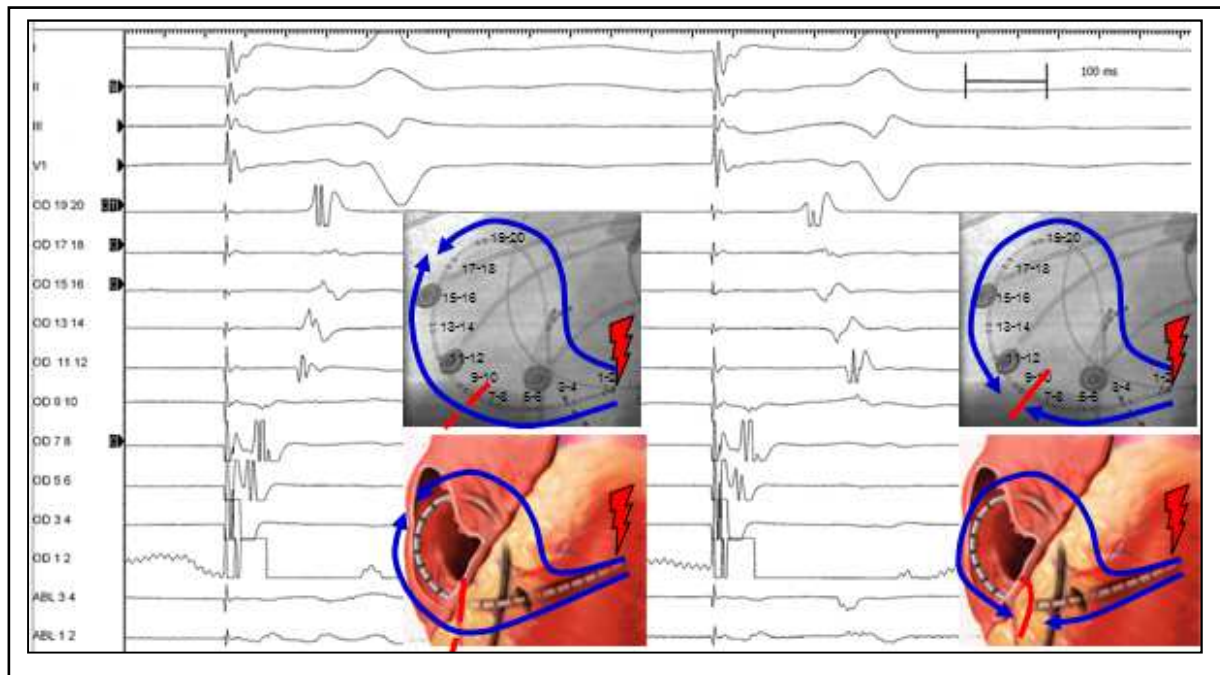 I
II
100 ms
III
V1
OD 19 20
OD 17 18
OD 15 16
OD 13 14
OD 11 12
OD 9 10
OD 7 8
OD 5 6
OD 3 4
OD 1 2
ABL 3 4
ABL 1 2
19-20
17-18
15-16
13-14
11-12
9-10
7-8
5-6
3-4
19-20
17-18
15-16
13-14
11-12
9-10
7-8
5-6
3-4